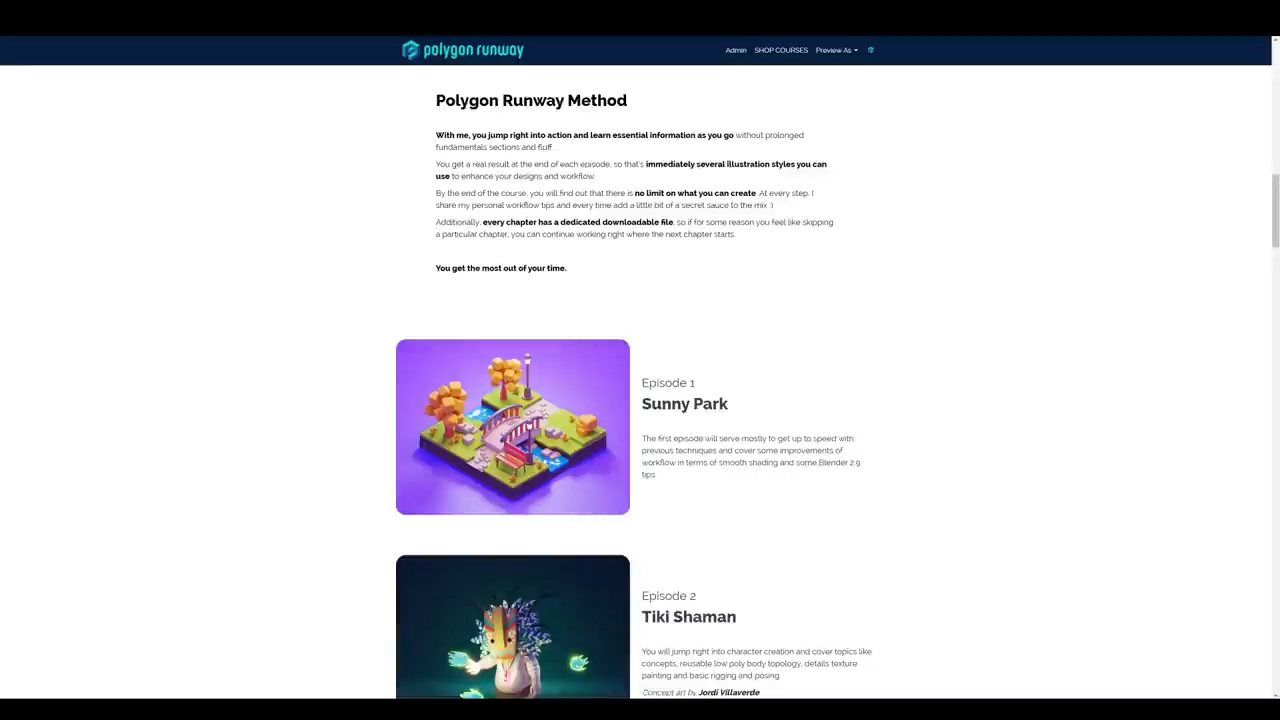 polygon runway
Admin SHOP COURSES Preview As
Polygon Runway Method
With me, you jump right into action and learn essential information as you go without prolonged
fundamentals sections and fluff.
You get a real result at the end of each episode, so that's immediately several illustration styles you can
use to enhance your designs and workflow.
By the end of the course, you will find out that there is no limit on what you can create. At every step, I
share my personal workflow tips and every time add a little bit of a secret sauce to the mix :)
Additionally, every chapter has a dedicated downloadable file, so if for some reason you feel like skipping
a particular chapter, you can continue working right where the next chapter starts.
You get the most out of your time.
Episode 1
Sunny Park
The first episode will serve mostly to get up to speed with
previous techniques and cover some improvements of
workflow in terms of smooth shading and some Blender 2.9
tips.
Episode 2
Tiki Shaman
You will jump right into character creation and cover topics like
concepts, reusable low poly body topology, details texture
painting and basic rigging and posing
Concept art by Jordi Villaverde